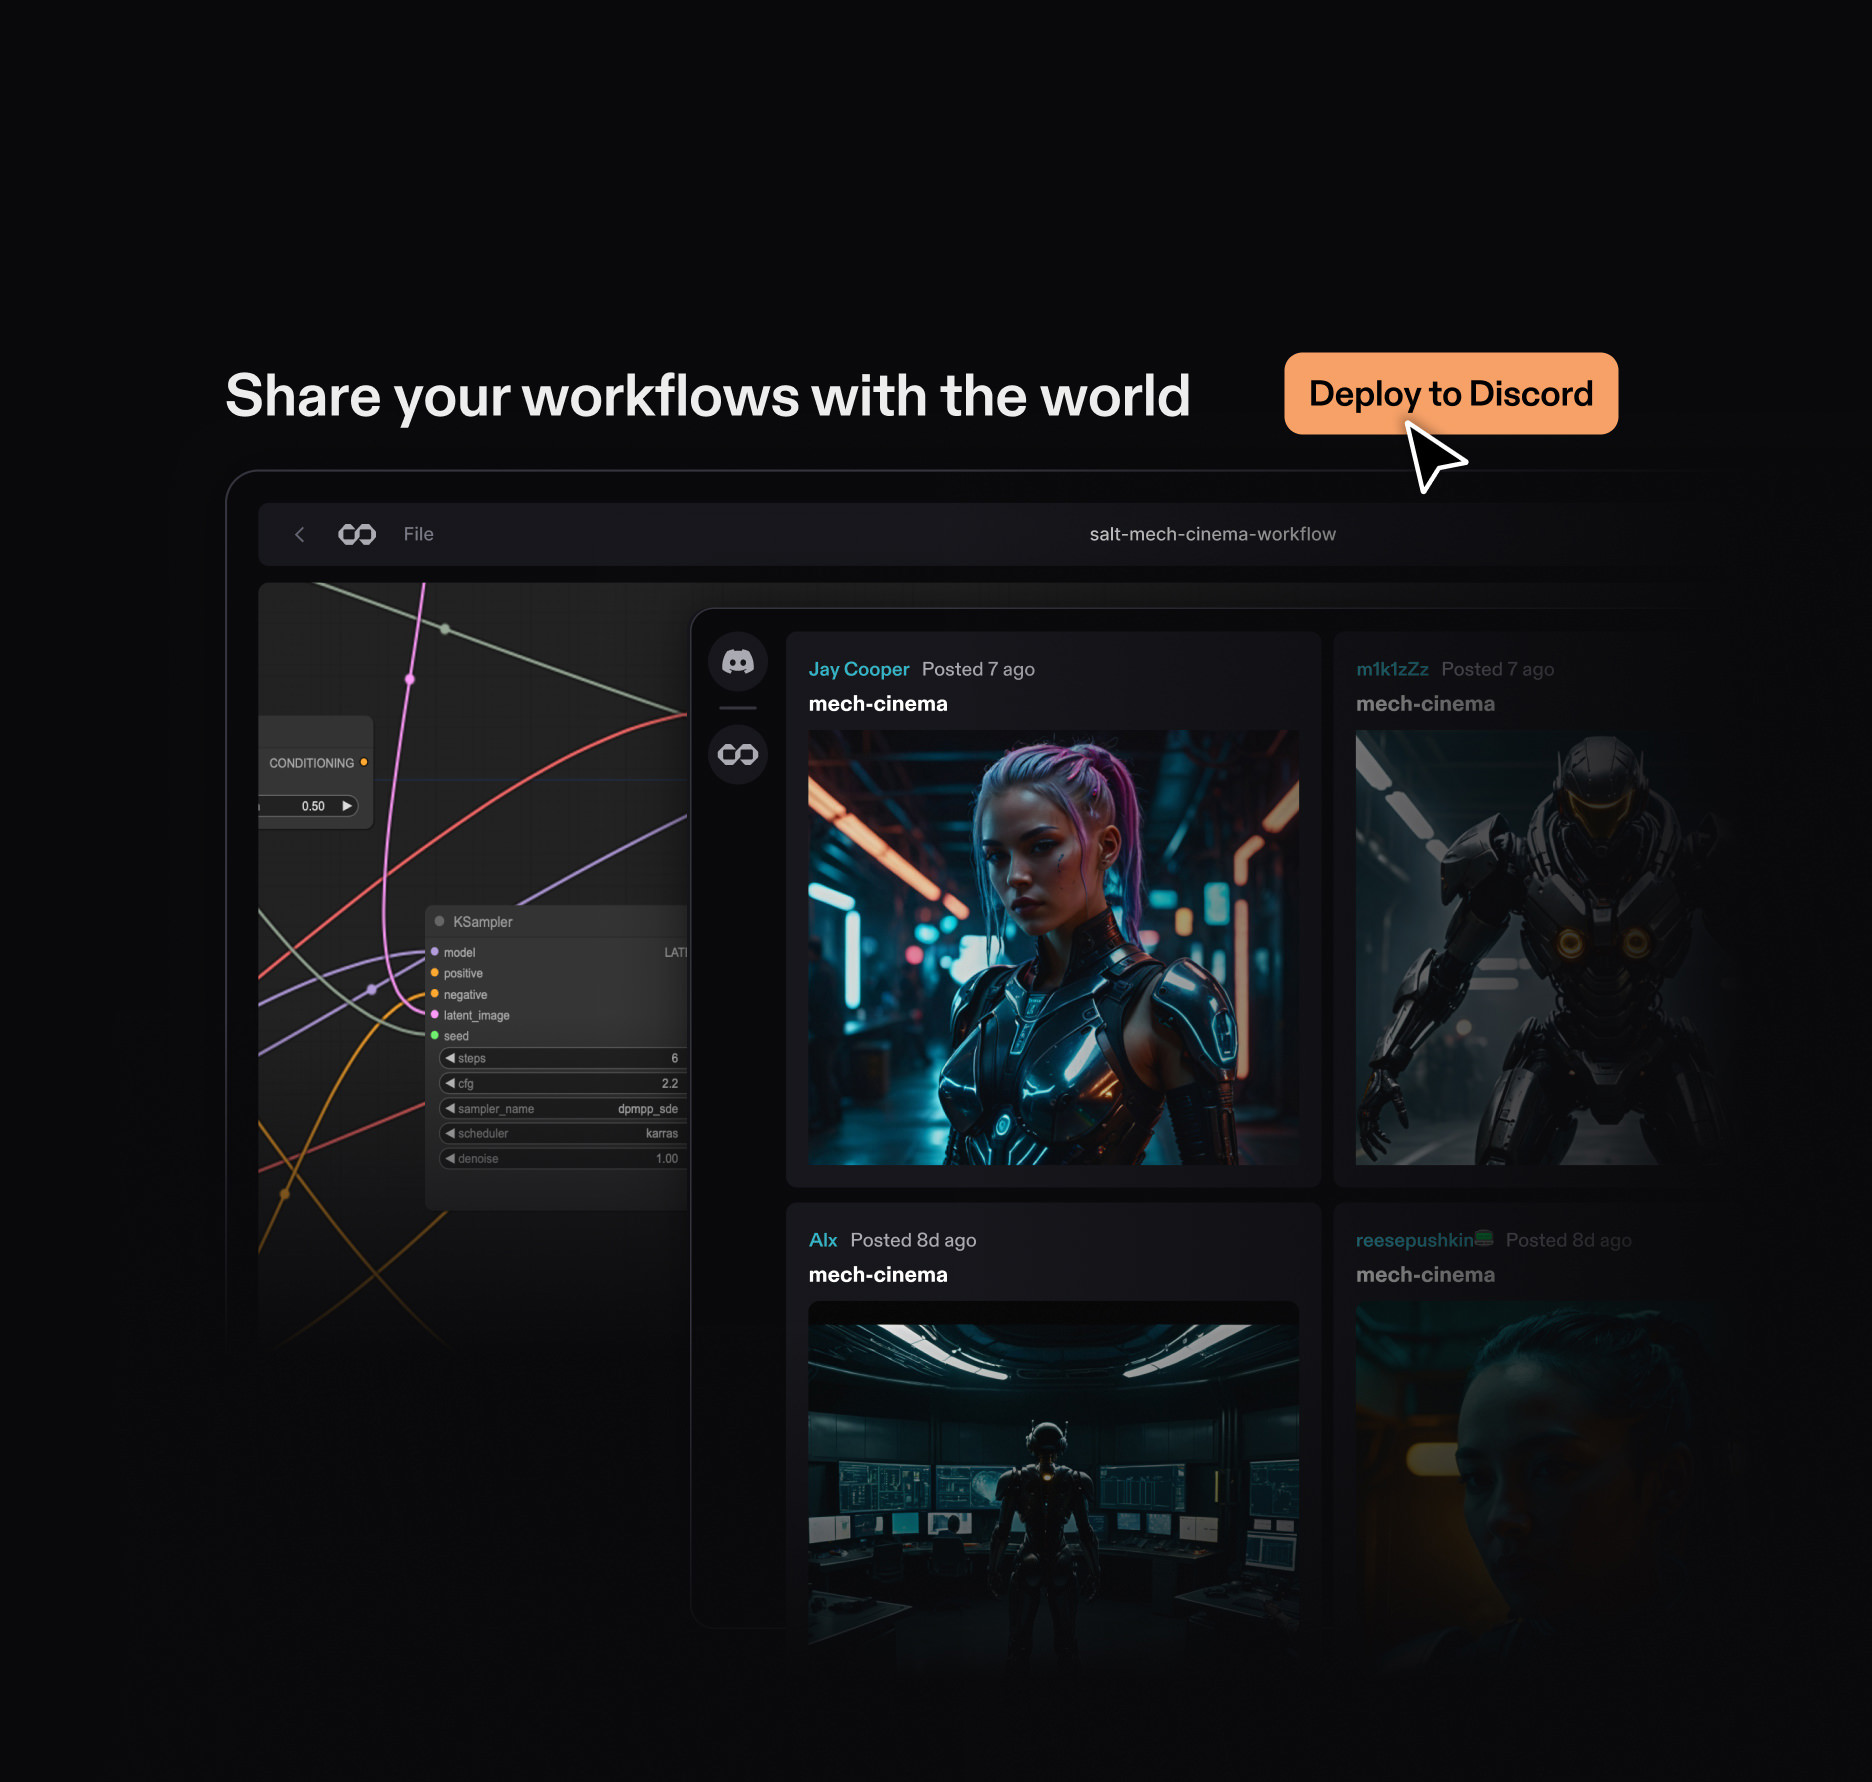 Share your workflows with the world
Deploy to Discord
File
salt-mech-cinema-workflow
CONDITIONING
0.50
KSampler
model
LATE
positive
negative
latent_image
seed
steps 6
cfg 2.2
sampler_name dpmpp_sde
scheduler karras
denoise 1.00
Jay Cooper Posted 7 ago
mech-cinema
m1k1zZz Posted 7 ago
mech-cinema
Alx Posted 8d ago
mech-cinema
reesepushkin Posted 8d ago
mech-cinema